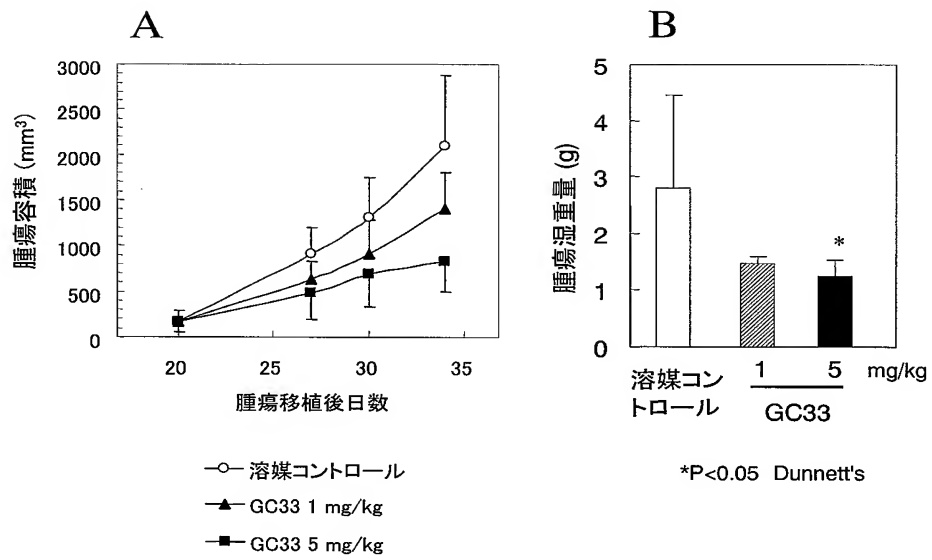 A
3000
2500
2000
1500
1000
500
0
腫瘍容積 (mm³)
20 25 30 35
腫瘍移植後日数
溶媒コントロール
GC33 1 mg/kg
GC33 5 mg/kg
B
5
4
3
2
1
0
腫瘍湿重量 (g)
*
溶媒コン
トロール
1 5 mg/kg
GC33
*P<0.05 Dunnett's